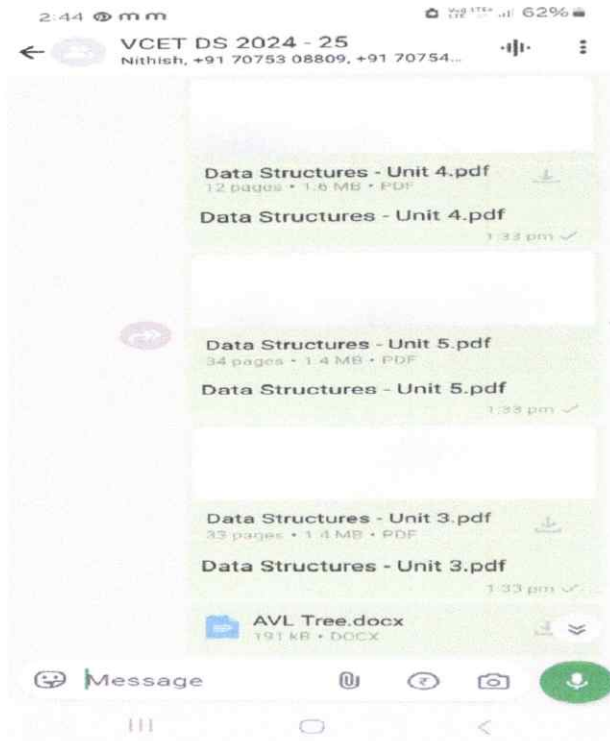 2:44
62%
VCET DS 2024 - 25
Nithish, +91 70753 08809, +91 70754...
Data Structures - Unit 4.pdf
12 pages • 1.6 MB • PDF
Data Structures - Unit 4.pdf
1:33 pm
Data Structures - Unit 5.pdf
34 pages • 1.4 MB • PDF
Data Structures - Unit 5.pdf
1:33 pm
Data Structures - Unit 3.pdf
33 pages • 1.4 MB • PDF
Data Structures - Unit 3.pdf
1:33 pm
AVL Tree.docx
191 kB • DOCX
Message